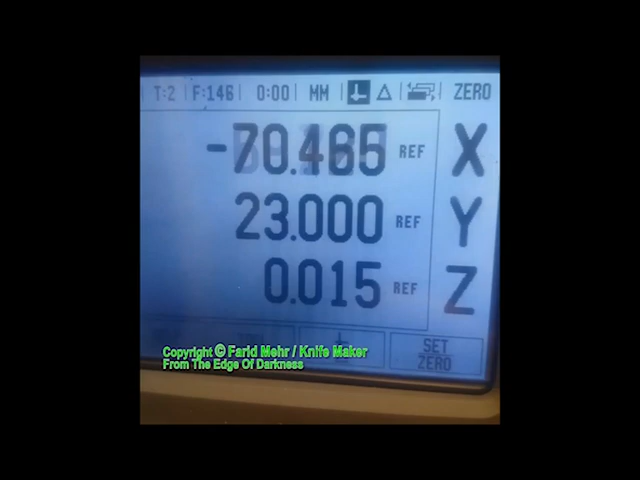 T:2 F:146 0:00 MM ZERO
-70.465 REF X
23.000 REF Y
0.015 REF Z
SET
ZERO
Copyright © Farid Mehr / Knife Maker
From The Edge Of Darkness